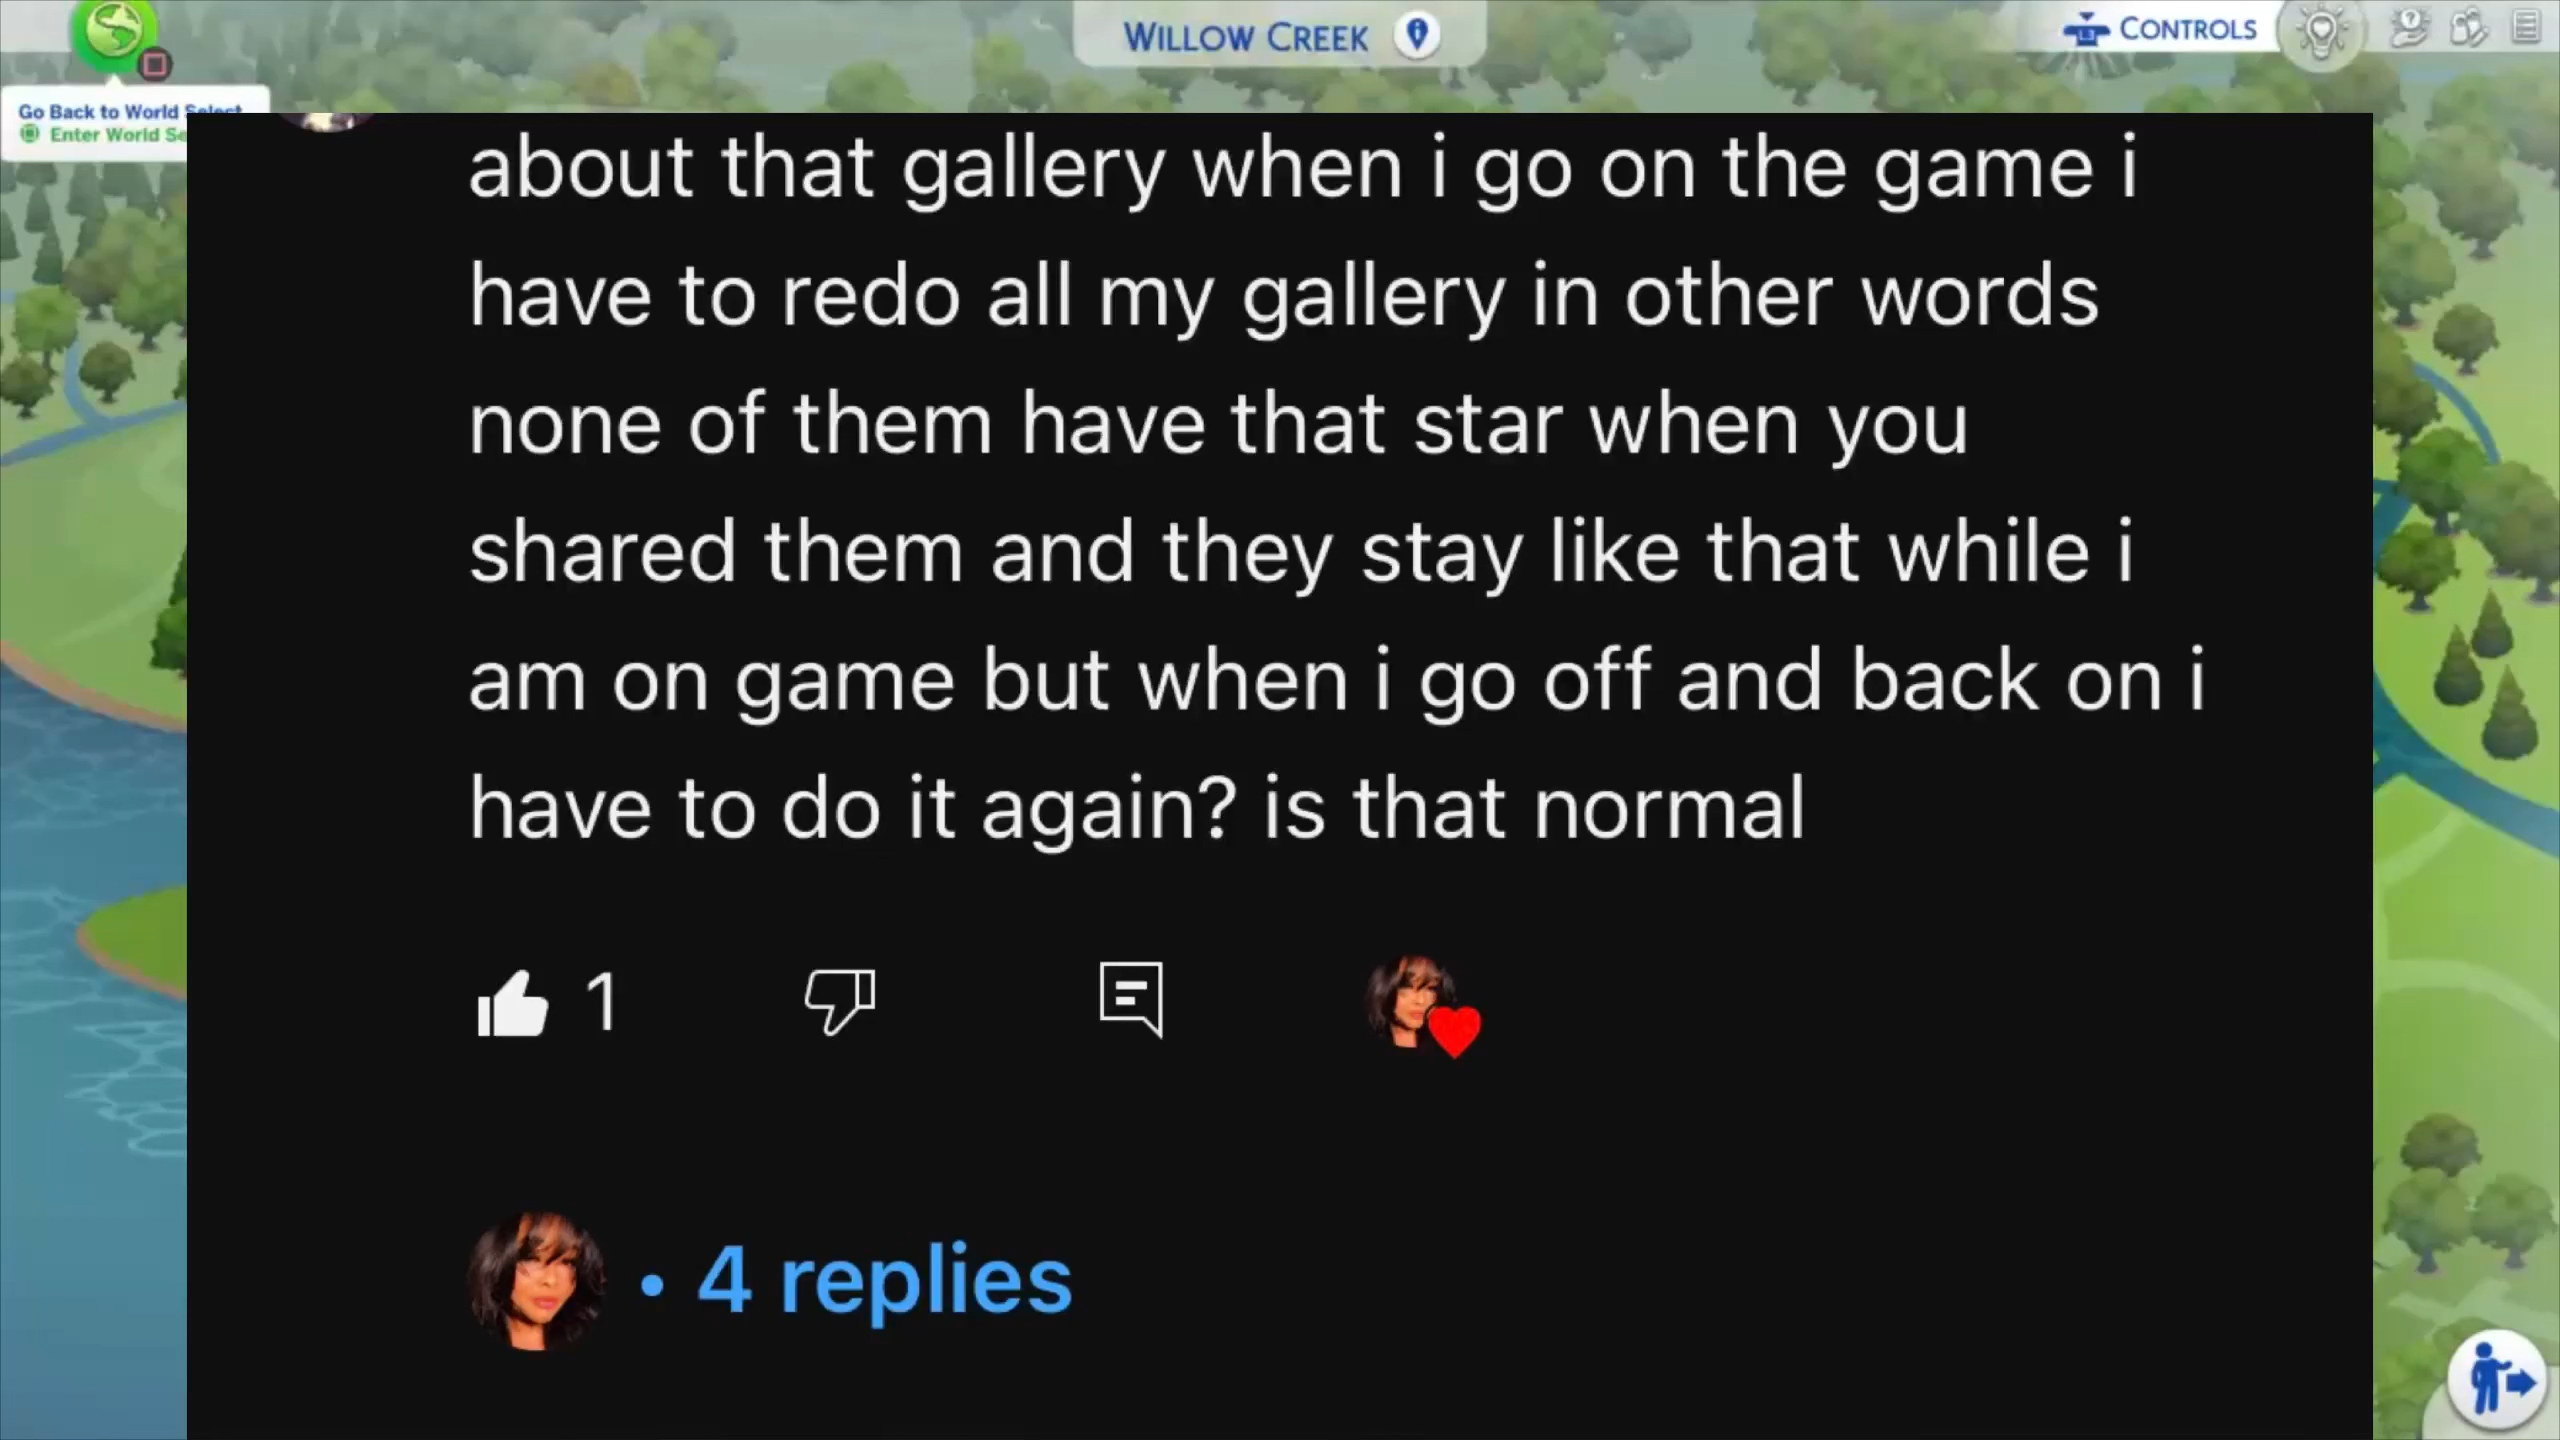 WILLOW CREEK
CONTROLS
Go Back to World Select
Enter World Se
about that gallery when i go on the game i
have to redo all my gallery in other words
none of them have that star when you
shared them and they stay like that while i
am on game but when i go off and back on i
have to do it again? is that normal
1
• 4 replies